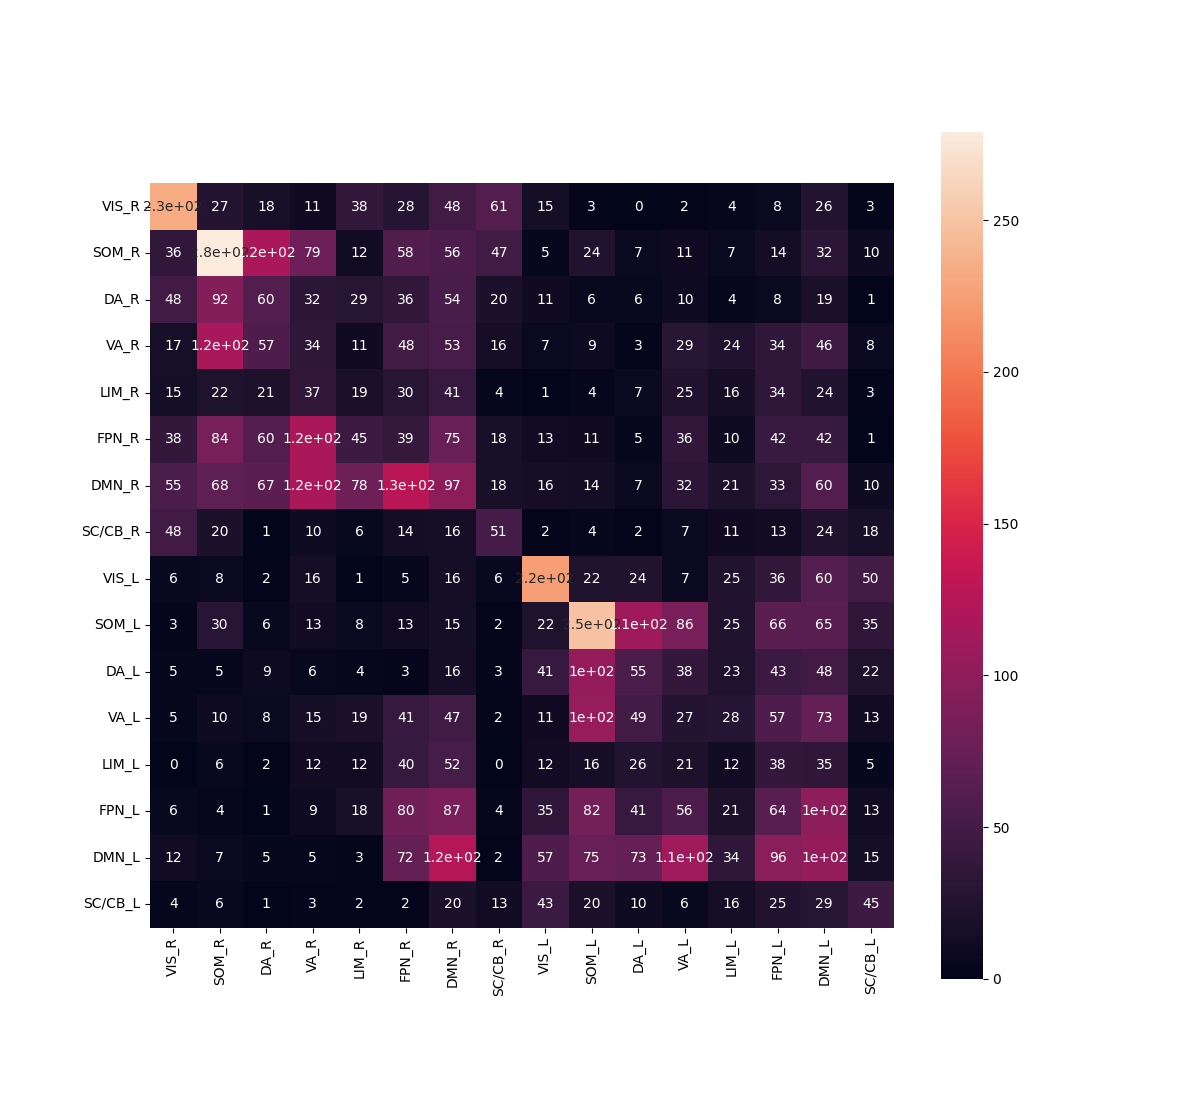 VIS_R 2.3e+02 27 18 11 38 28 48 61 15 3 0 2 4 8 26 3
SOM_R 36 .8e+02 1.2e+02 79 12 58 56 47 5 24 7 11 7 14 32 10
DA_R 48 92 60 32 29 36 54 20 11 6 6 10 4 8 19 1
VA_R 17 1.2e+02 57 34 11 48 53 16 7 9 3 29 24 34 46 8
LIM_R 15 22 21 37 19 30 41 4 1 4 7 25 16 34 24 3
FPN_R 38 84 60 1.2e+02 45 39 75 18 13 11 5 36 10 42 42 1
DMN_R 55 68 67 1.2e+02 78 1.3e+02 97 18 16 14 7 32 21 33 60 10
SC/CB_R 48 20 1 10 6 14 16 51 2 4 2 7 11 13 24 18
VIS_L 6 8 2 16 1 5 16 6 2.2e+02 22 24 7 25 36 60 50
SOM_L 3 30 6 13 8 13 15 2 22 2.5e+02 1.1e+02 86 25 66 65 35
DA_L 5 5 9 6 4 3 16 3 41 1e+02 55 38 23 43 48 22
VA_L 5 10 8 15 19 41 47 2 11 1e+02 49 27 28 57 73 13
LIM_L 0 6 2 12 12 40 52 0 12 16 26 21 12 38 35 5
FPN_L 6 4 1 9 18 80 87 4 35 82 41 56 21 64 1e+02 13
DMN_L 12 7 5 5 3 72 1.2e+02 2 57 75 73 1.1e+02 34 96 1e+02 15
SC/CB_L 4 6 1 3 2 2 20 13 43 20 10 6 16 25 29 45
VIS_R SOM_R DA_R VA_R LIM_R FPN_R DMN_R SC/CB_R VIS_L SOM_L DA_L VA_L LIM_L FPN_L DMN_L SC/CB_L
250
200
150
100
50
0